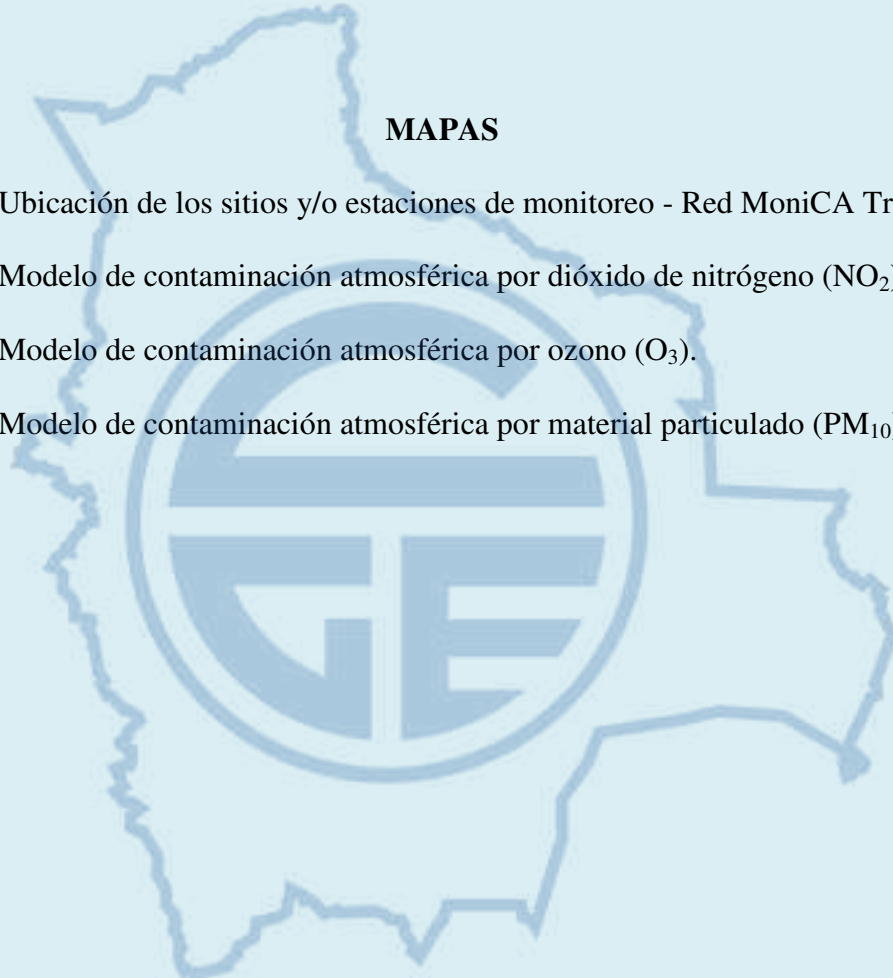 MAPAS
Ubicación de los sitios y/o estaciones de monitoreo - Red MoniCA Tr
Modelo de contaminación atmosférica por dióxido de nitrógeno (NO₂)
Modelo de contaminación atmosférica por ozono (O₃).
Modelo de contaminación atmosférica por material particulado (PM₁₀)
CGE